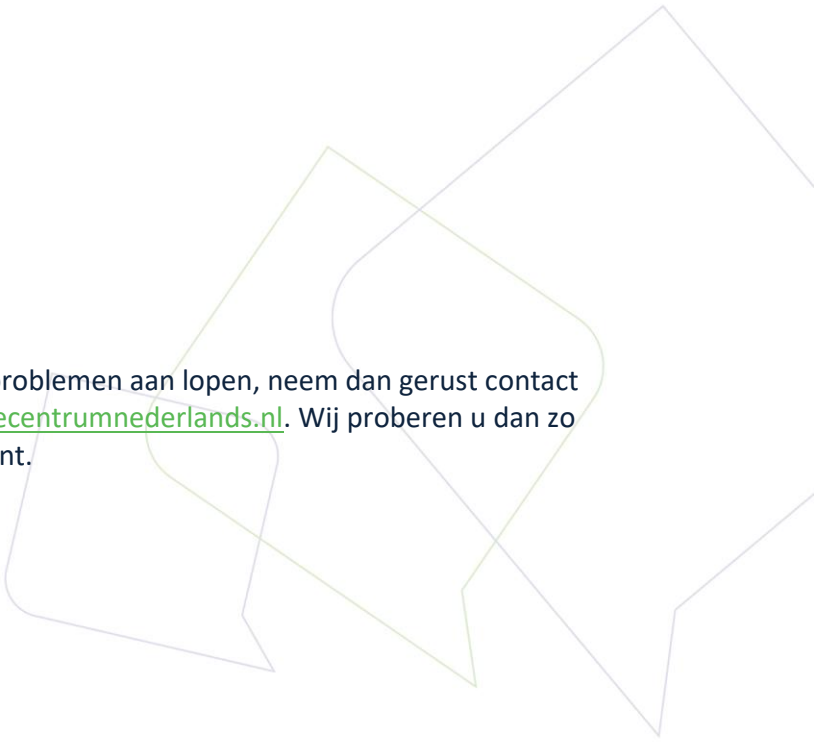 roblemen aan lopen, neem dan gerust contact
ecentrumnederlands.nl. Wij proberen u dan zo
nt.